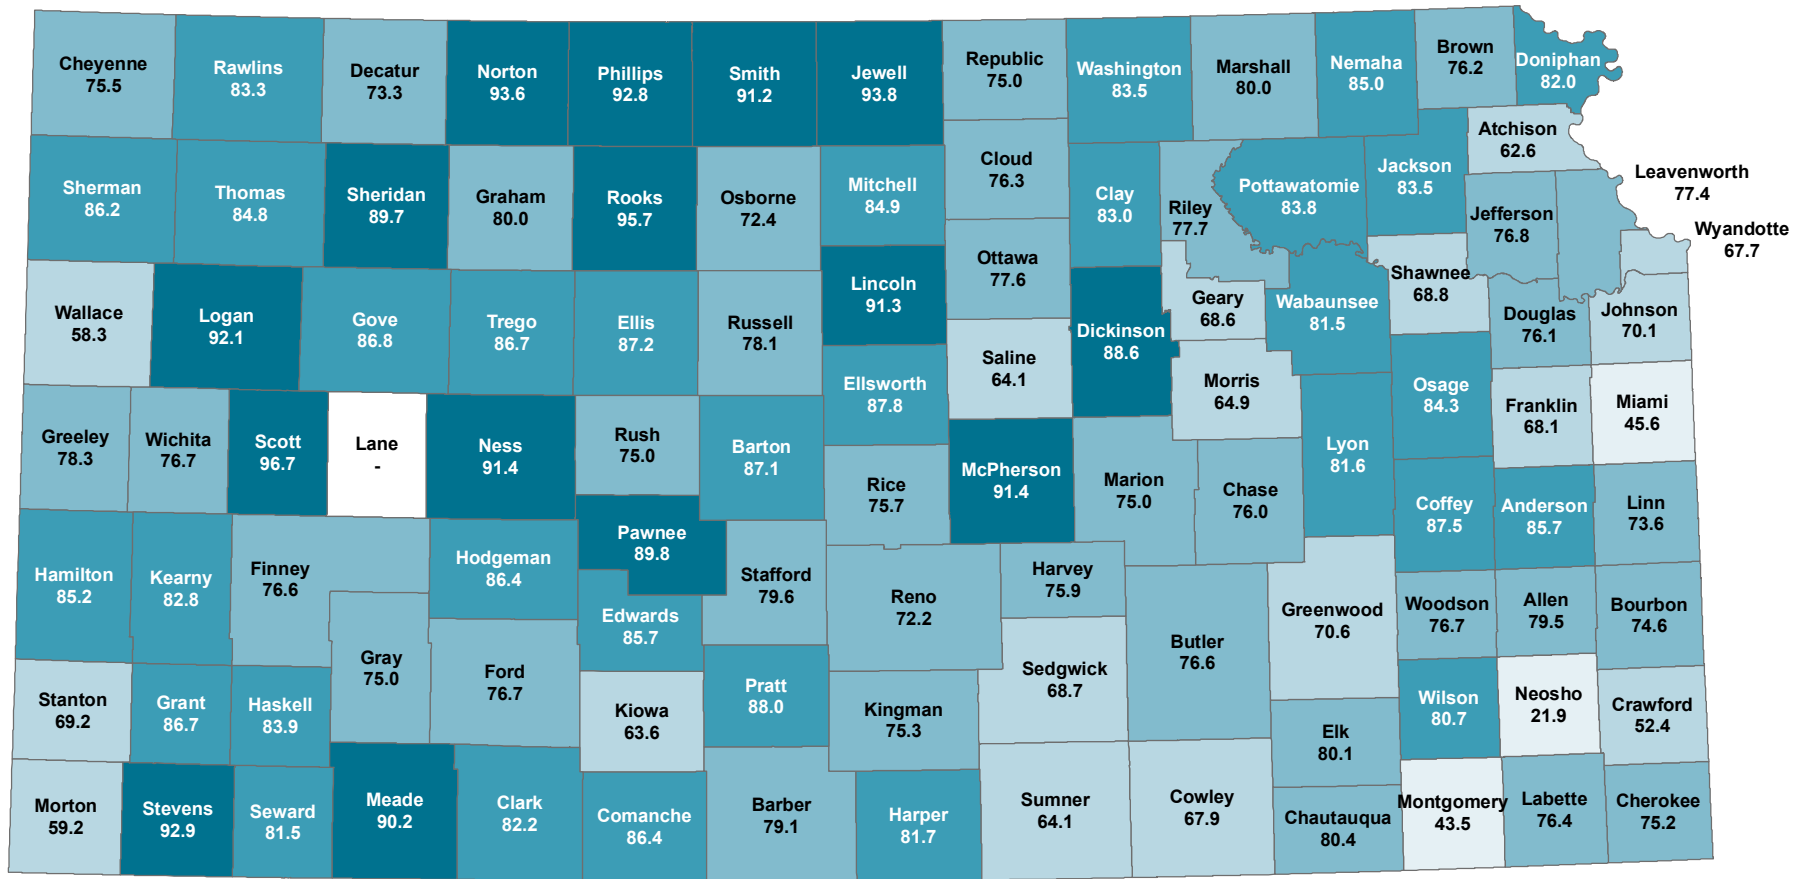 Cheyenne
75.5
Rawlins
83.3
Decatur
73.3
Norton
93.6
Phillips
92.8
Smith
91.2
Jewell
93.8
Republic
75.0
Washington
83.5
Marshall
80.0
Nemaha
85.0
Brown
76.2
Doniphan
82.0
Sherman
86.2
Thomas
84.8
Sheridan
89.7
Graham
80.0
Rooks
95.7
Osborne
72.4
Mitchell
84.9
Cloud
76.3
Clay
83.0
Riley
77.7
Pottawatomie
83.8
Jackson
83.5
Atchison
62.6
Jefferson
76.8
Leavenworth
77.4
Wyandotte
67.7
Wallace
58.3
Logan
92.1
Gove
86.8
Trego
86.7
Ellis
87.2
Russell
78.1
Lincoln
91.3
Ottawa
77.6
Saline
64.1
Dickinson
88.6
Geary
68.6
Wabaunsee
81.5
Shawnee
68.8
Douglas
76.1
Johnson
70.1
Greeley
78.3
Wichita
76.7
Scott
96.7
Lane
-
Ness
91.4
Rush
75.0
Barton
87.1
Ellsworth
87.8
Rice
75.7
McPherson
91.4
Marion
75.0
Morris
64.9
Chase
76.0
Lyon
81.6
Osage
84.3
Franklin
68.1
Miami
45.6
Coffey
87.5
Anderson
85.7
Linn
73.6
Hamilton
85.2
Kearny
82.8
Finney
76.6
Hodgeman
86.4
Pawnee
89.8
Edwards
85.7
Stafford
79.6
Reno
72.2
Harvey
75.9
Butler
76.6
Greenwood
70.6
Woodson
76.7
Allen
79.5
Bourbon
74.6
Stanton
69.2
Grant
86.7
Haskell
83.9
Gray
75.0
Ford
76.7
Kiowa
63.6
Pratt
88.0
Kingman
75.3
Sedgwick
68.7
Elk
80.1
Wilson
80.7
Neosho
21.9
Crawford
52.4
Morton
59.2
Stevens
92.9
Seward
81.5
Meade
90.2
Clark
82.2
Comanche
86.4
Barber
79.1
Harper
81.7
Sumner
64.1
Cowley
67.9
Chautauqua
80.4
Montgomery
43.5
Labette
76.4
Cherokee
75.2